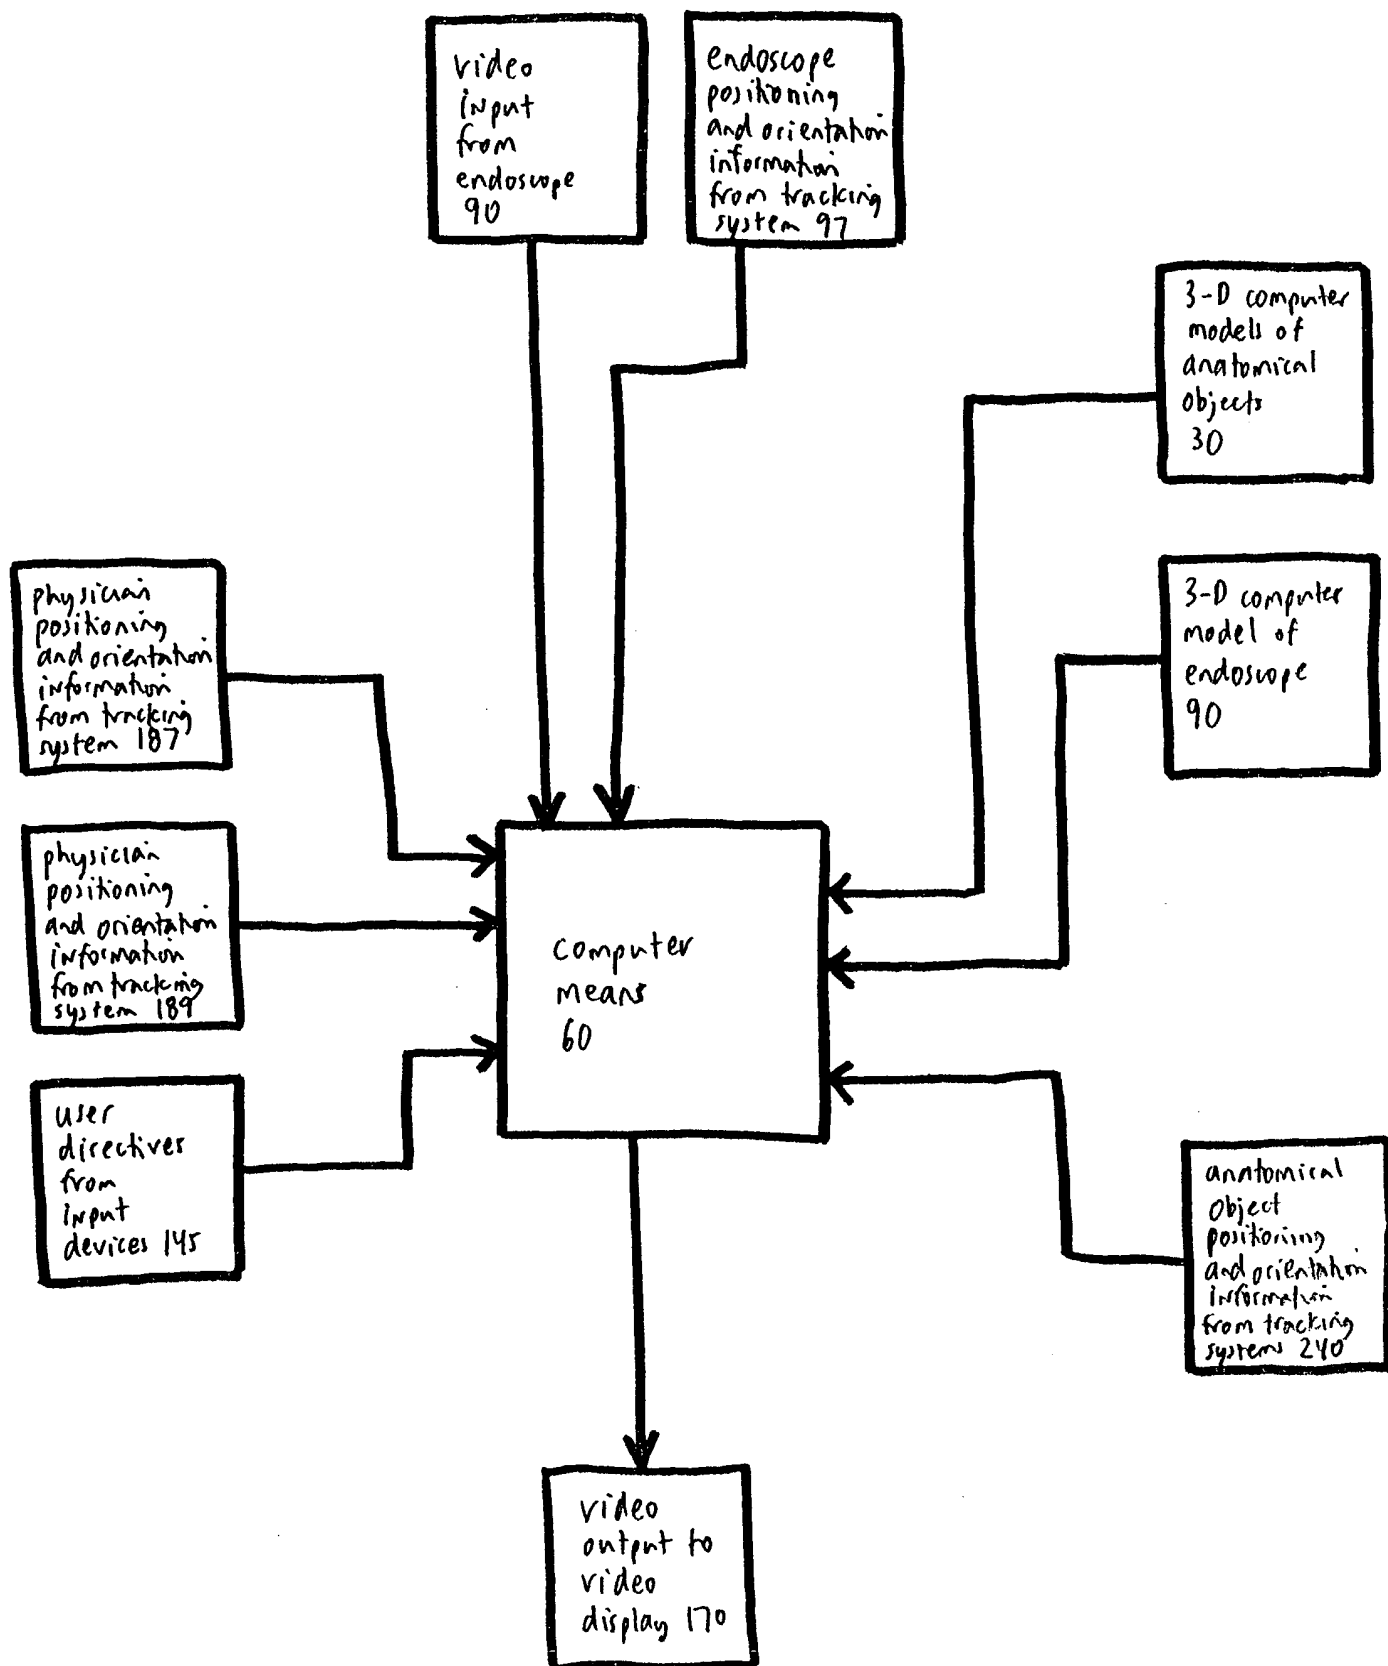 video
input
from
endoscope
90
endoscope
positioning
and orientation
information
from tracking
system 97
3-D computer
models of
anatomical
objects
30
physician
positioning
and orientation
information
from tracking
system 187
3-D computer
model of
endoscope
90
physician
positioning
and orientation
information
from tracking
system 189
computer
means
60
user
directives
from
input
devices 145
anatomical
object
positioning
and orientation
information
from tracking
systems 240
video
output to
video
display 170